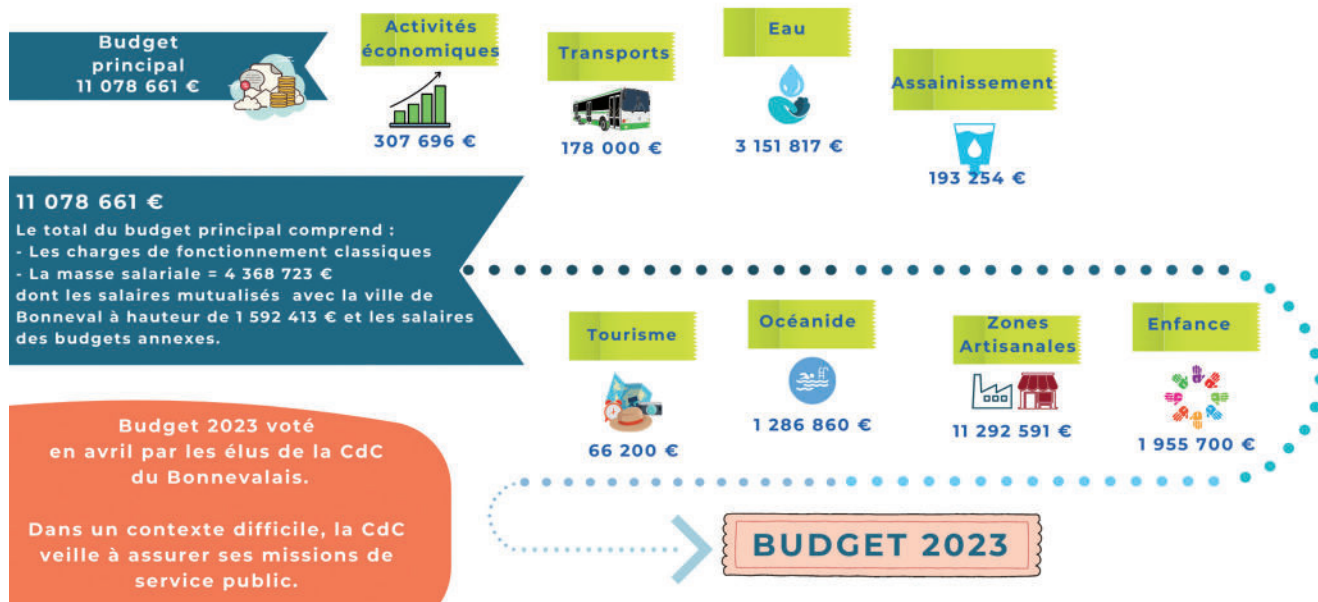 Budget
principal
11 078 661 €
Activités
économiques
307 696 €
Transports
178 000 €
Eau
3 151 817 €
Assainissement
193 254 €
11 078 661 €
Le total du budget principal comprend :
- Les charges de fonctionnement classiques
- La masse salariale = 4 368 723 €
dont les salaires mutualisés avec la ville de
Bonneval à hauteur de 1 592 413 € et les salaires
des budgets annexes.
Tourisme
66 200 €
Océanide
1 286 860 €
Zones
Artisanales
11 292 591 €
Enfance
1 955 700 €
Budget 2023 voté
en avril par les élus de la CdC
du Bonnevalais.
Dans un contexte difficile, la CdC
veille à assurer ses missions de
service public.
BUDGET 2023